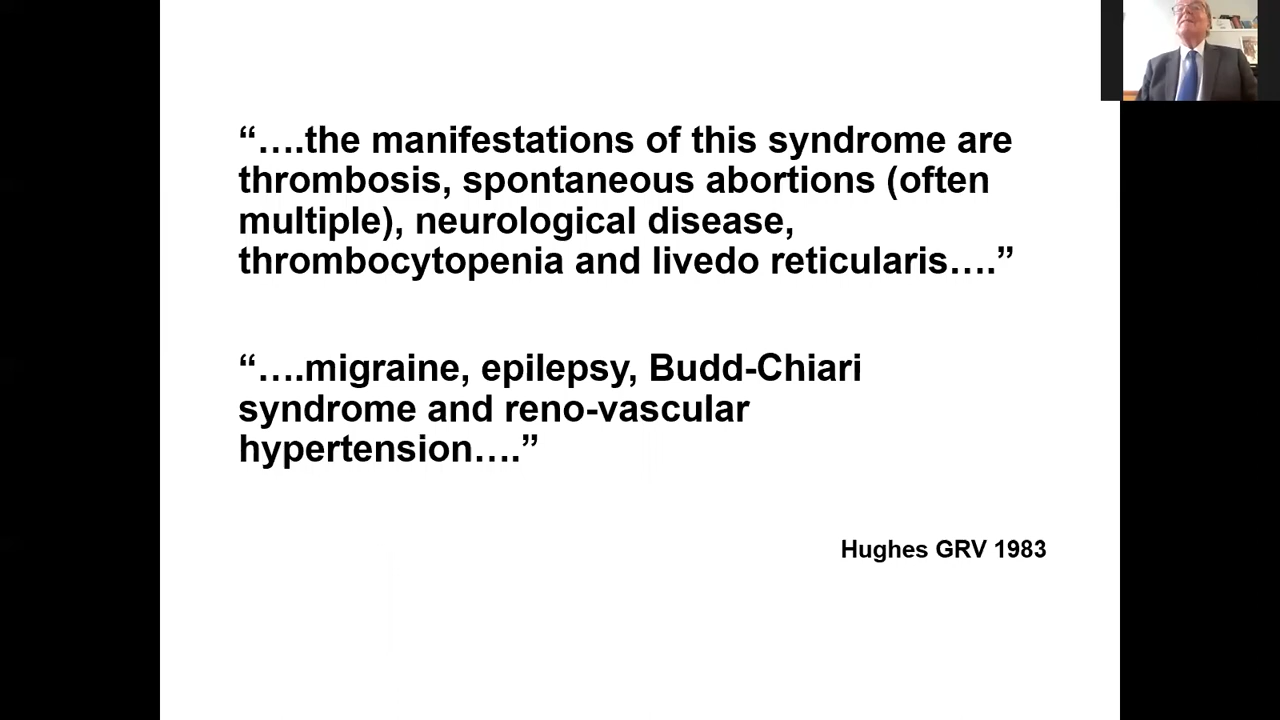 “….the manifestations of this syndrome are
thrombosis, spontaneous abortions (often
multiple), neurological disease,
thrombocytopenia and livedo reticularis….”
“….migraine, epilepsy, Budd-Chiari
syndrome and reno-vascular
hypertension….”
Hughes GRV 1983